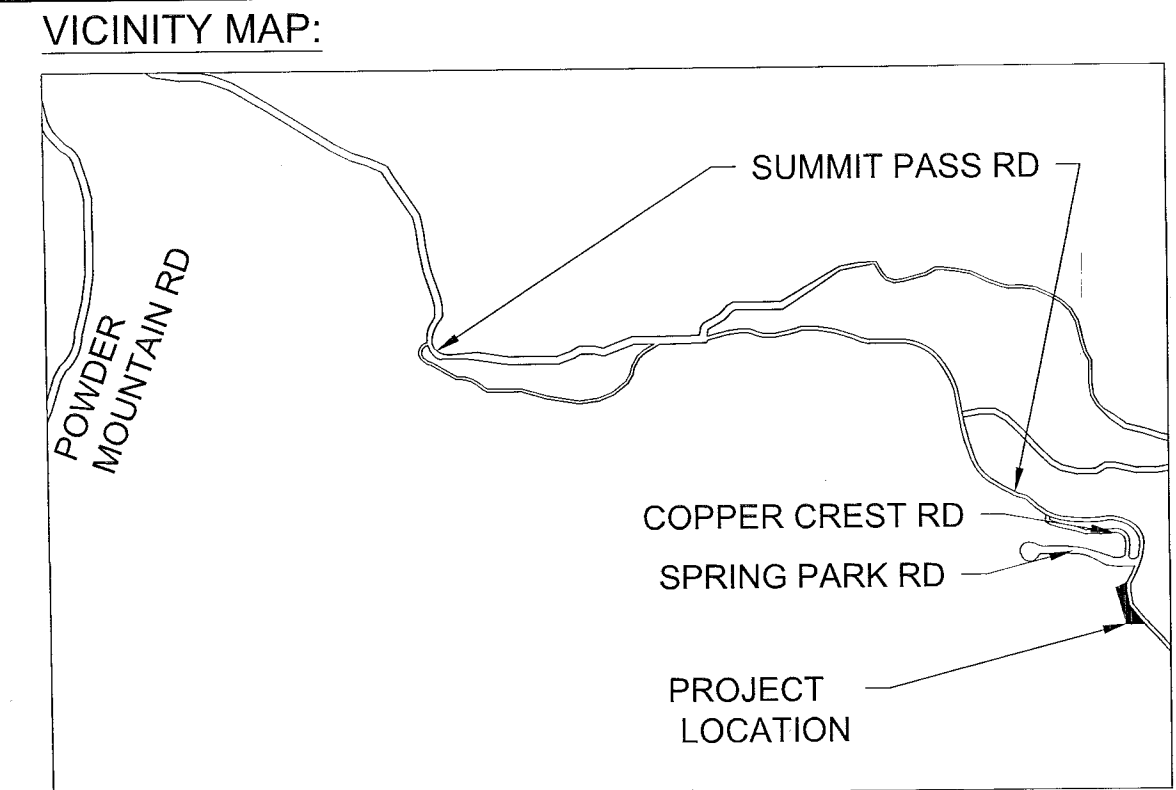 VICINITY MAP:
SUMMIT PASS RD
POWDER
MOUNTAIN RD
COPPER CREST RD
SPRING PARK RD
PROJECT
LOCATION